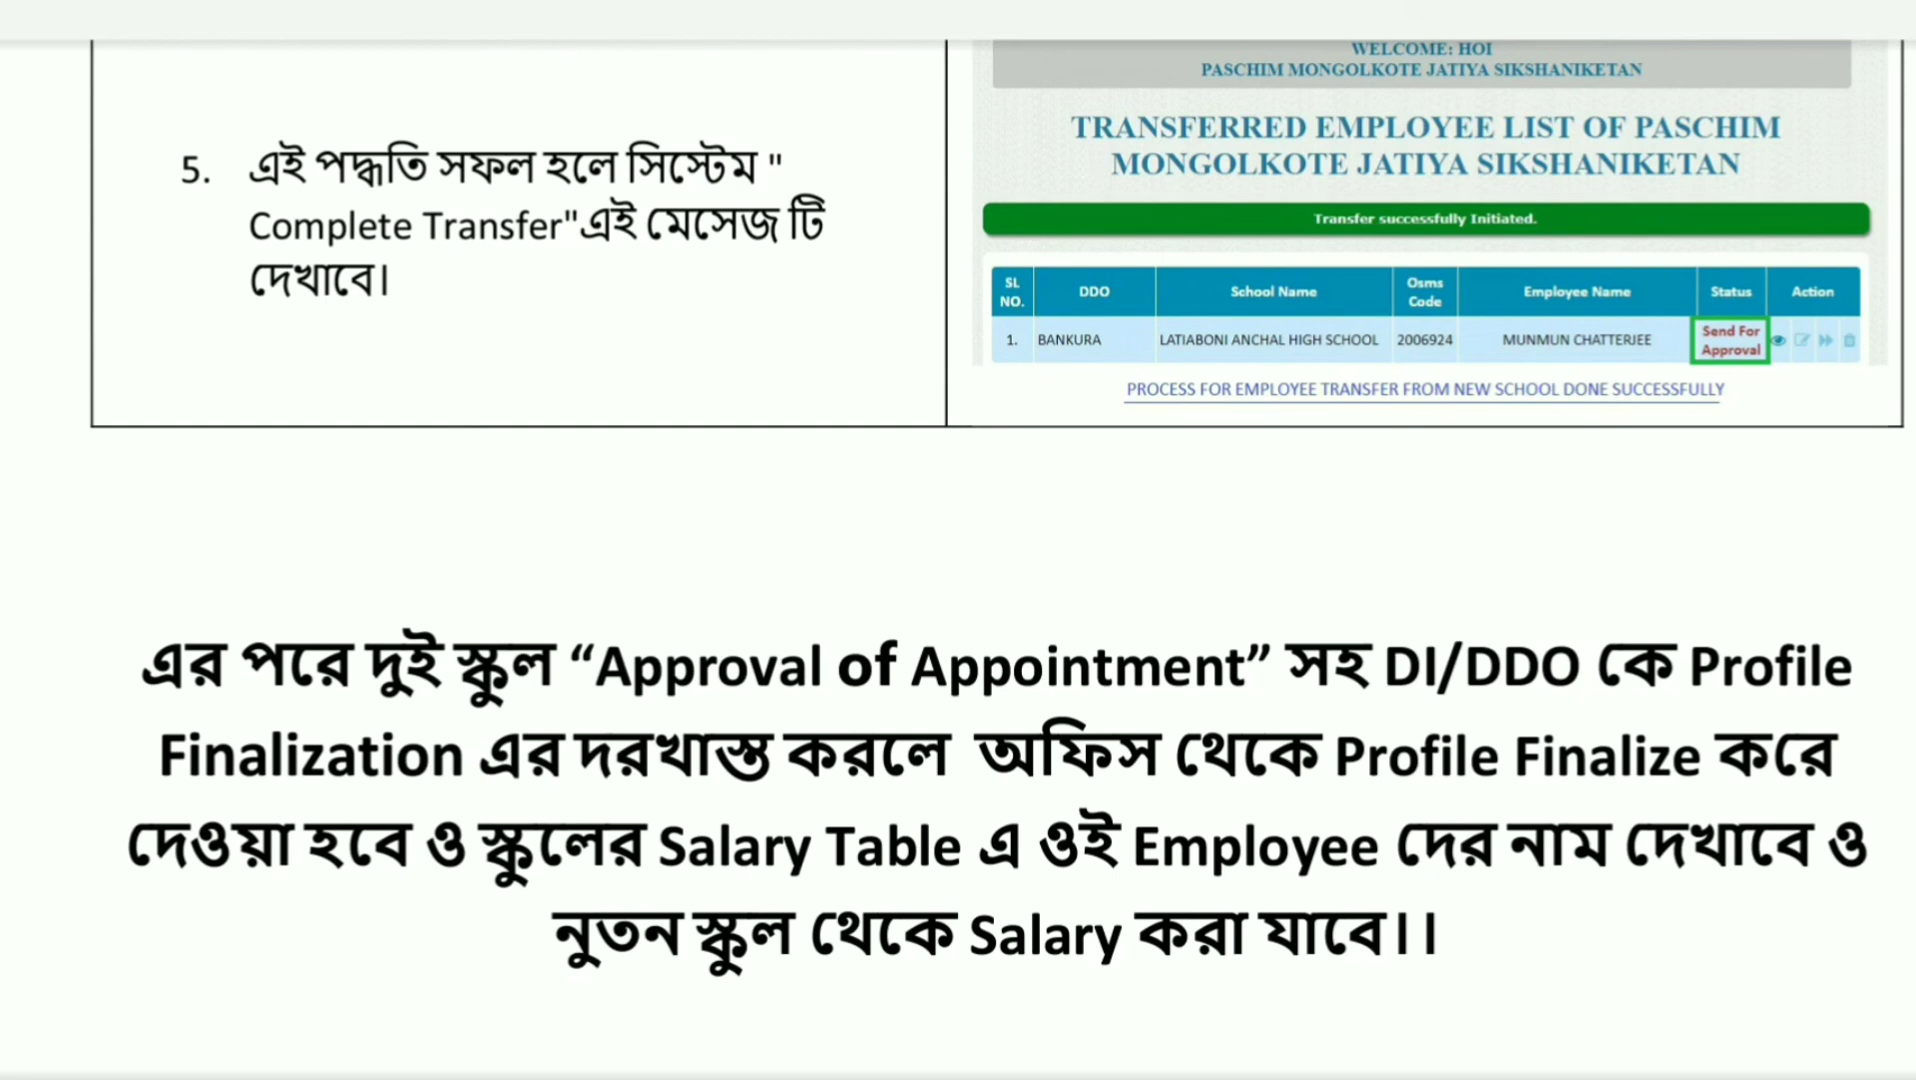 5. এই পদ্ধতি সফল হলে সিস্টেম "
Complete Transfer"এই মেসেজ টি
দেখাবে।
WELCOME: HOI
PASCHIM MONGOLKOTE JATIYA SIKSHANIKETAN
TRANSFERRED EMPLOYEE LIST OF PASCHIM
MONGOLKOTE JATIYA SIKSHANIKETAN
Transfer successfully Initiated.
SL NO. DDO School Name Osms Code Employee Name Status Action
1. BANKURA LATIABONI ANCHAL HIGH SCHOOL 2006924 MUNMUN CHATTERJEE Send For Approval
PROCESS FOR EMPLOYEE TRANSFER FROM NEW SCHOOL DONE SUCCESSFULLY
এর পরে দুই স্কুল “Approval of Appointment” সহ DI/DDO কে Profile
Finalization এর দরখাস্ত করলে অফিস থেকে Profile Finalize করে
দেওয়া হবে ও স্কুলের Salary Table এ ওই Employee দের নাম দেখাবে ও
নুতন স্কুল থেকে Salary করা যাবে।।